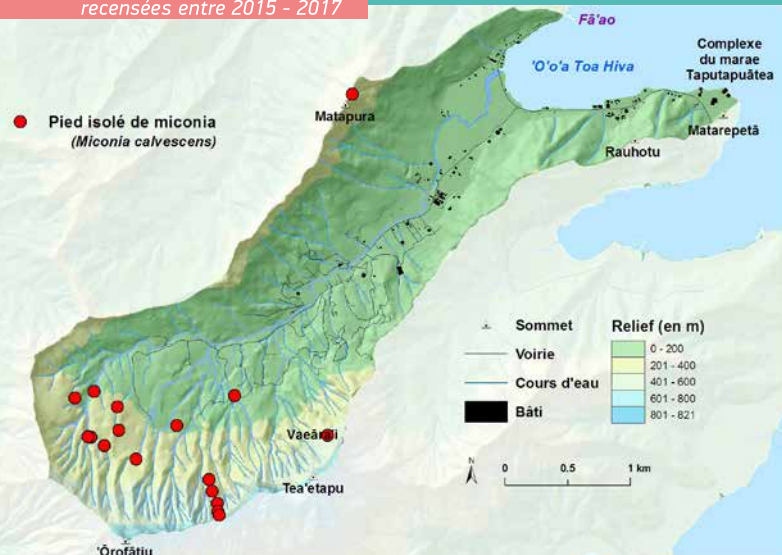 recensées entre 2015 - 2017
Fā'ao
'O'o'a Toa Hiva
Complexe
du marae
Taputapuātea
Pied isolé de miconia
(Miconia calvescens)
Matapura
Matarepetā
Rauhotu
Sommet
Voirie
Cours d'eau
Bâti
Relief (en m)
0 - 200
201 - 400
401 - 600
601 - 800
801 - 821
N
0 0.5 1 km
Tea'etapu
'Ōrofātiu